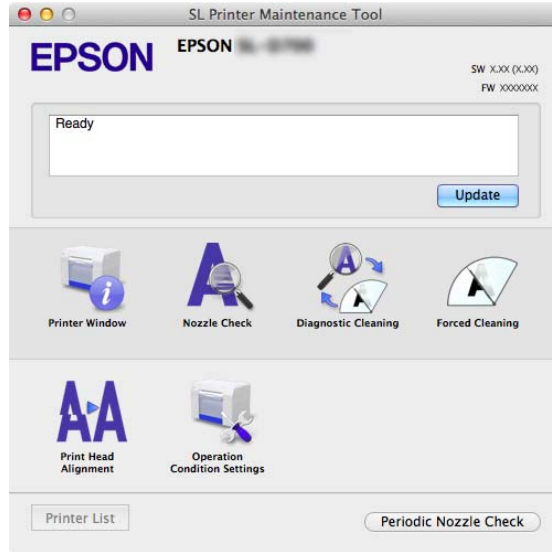 SL Printer Maintenance Tool
EPSON
EPSON
SW X.XX (X.XX)
FW XXXXXXX
Ready
Update
Printer Window
Nozzle Check
Diagnostic Cleaning
Forced Cleaning
Print Head
Alignment
Operation
Condition Settings
Printer List
Periodic Nozzle Check